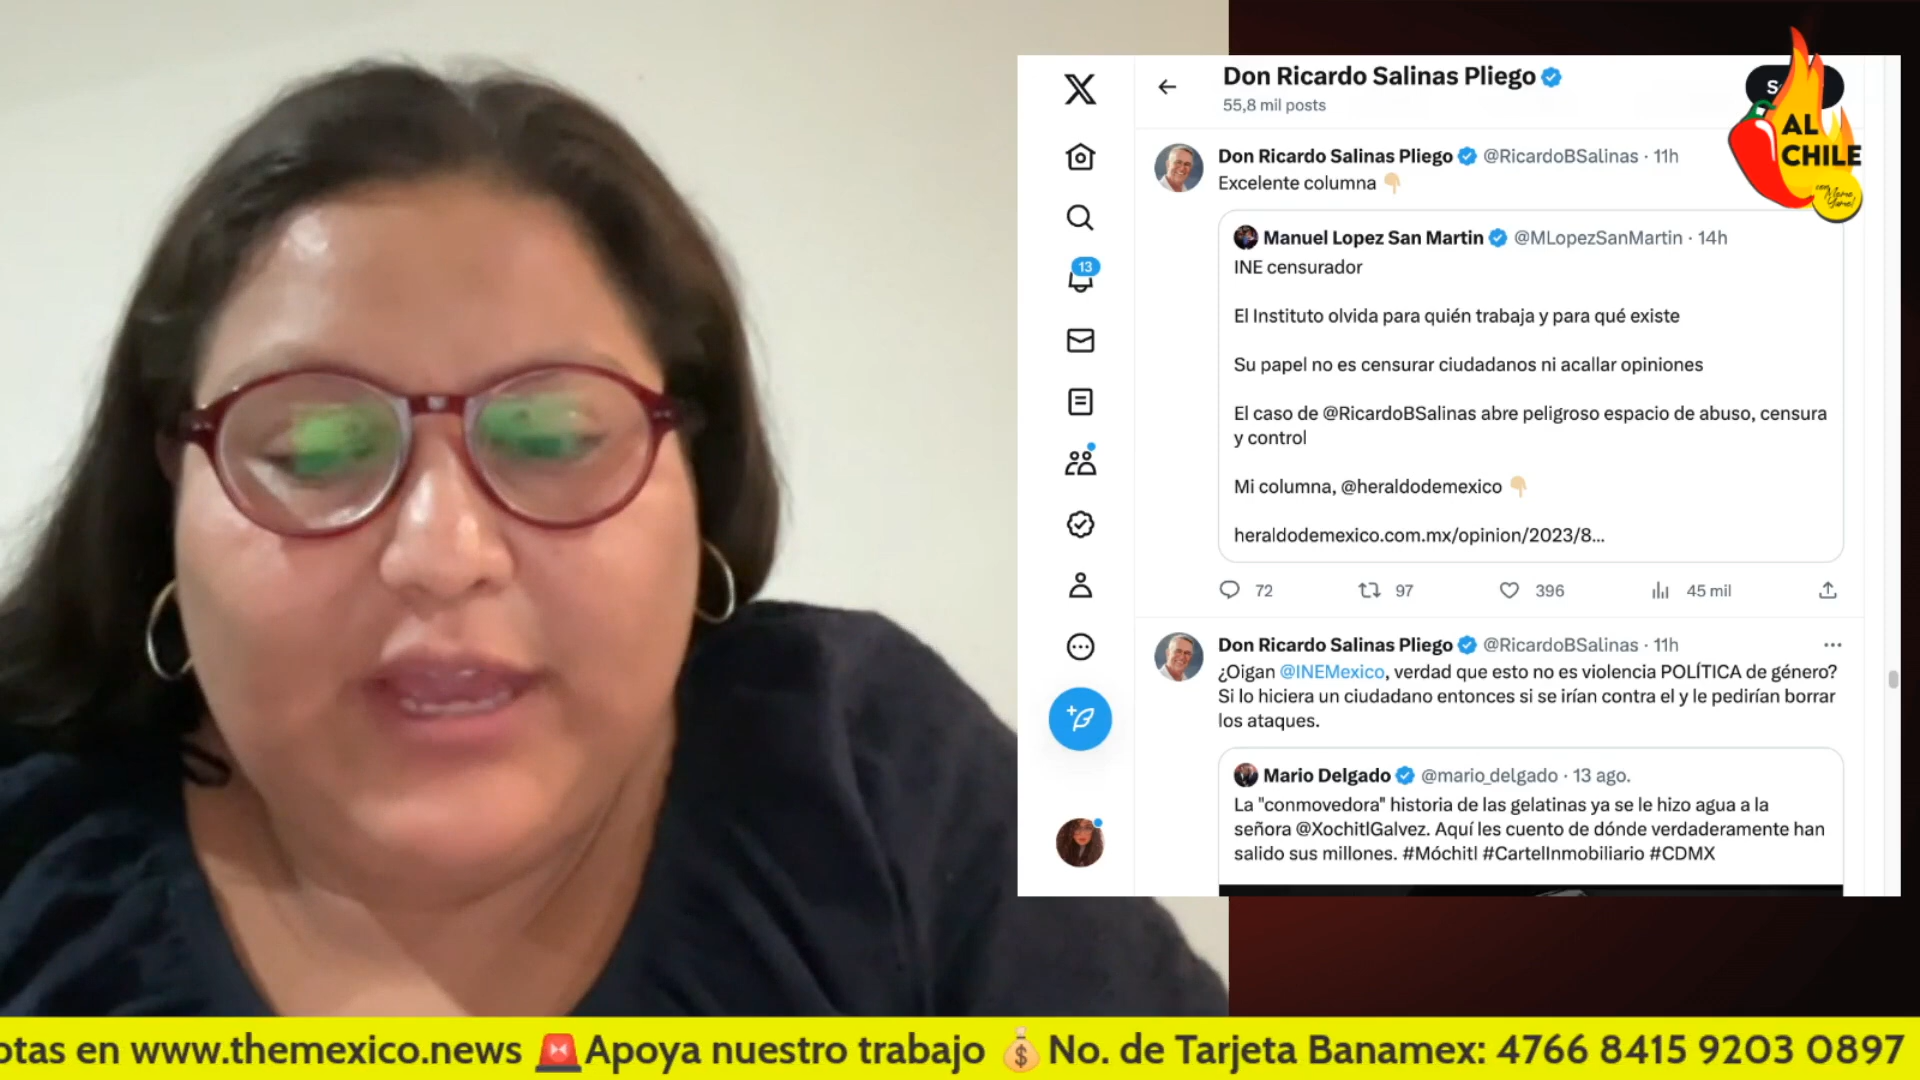 Don Ricardo Salinas Pliego
55,8 mil posts
AL
CHILE
Don Ricardo Salinas Pliego @RicardoBSalinas · 11h
Excelente columna 👇🏼
Manuel Lopez San Martin @MLopezSanMartin · 14h
INE censurador
El Instituto olvida para quién trabaja y para qué existe
Su papel no es censurar ciudadanos ni acallar opiniones
El caso de @RicardoBSalinas abre peligroso espacio de abuso, censura
y control
Mi columna, @heraldodemexico 👇🏼
heraldodemexico.com.mx/opinion/2023/8...
72 97 396 45 mil
13
Don Ricardo Salinas Pliego @RicardoBSalinas · 11h
¿Oigan @INEMexico, verdad que esto no es violencia POLÍTICA de género?
Si lo hiciera un ciudadano entonces si se irían contra el y le pedirían borrar
los ataques.
Mario Delgado @mario_delgado · 13 ago.
La "conmovedora" historia de las gelatinas ya se le hizo agua a la
señora @XochitlGalvez. Aquí les cuento de dónde verdaderamente han
salido sus millones. #Móchitl #CartelInmobiliario #CDMX
otas en www.themexico.news 🚨Apoya nuestro trabajo 💰No. de Tarjeta Banamex: 4766 8415 9203 0897